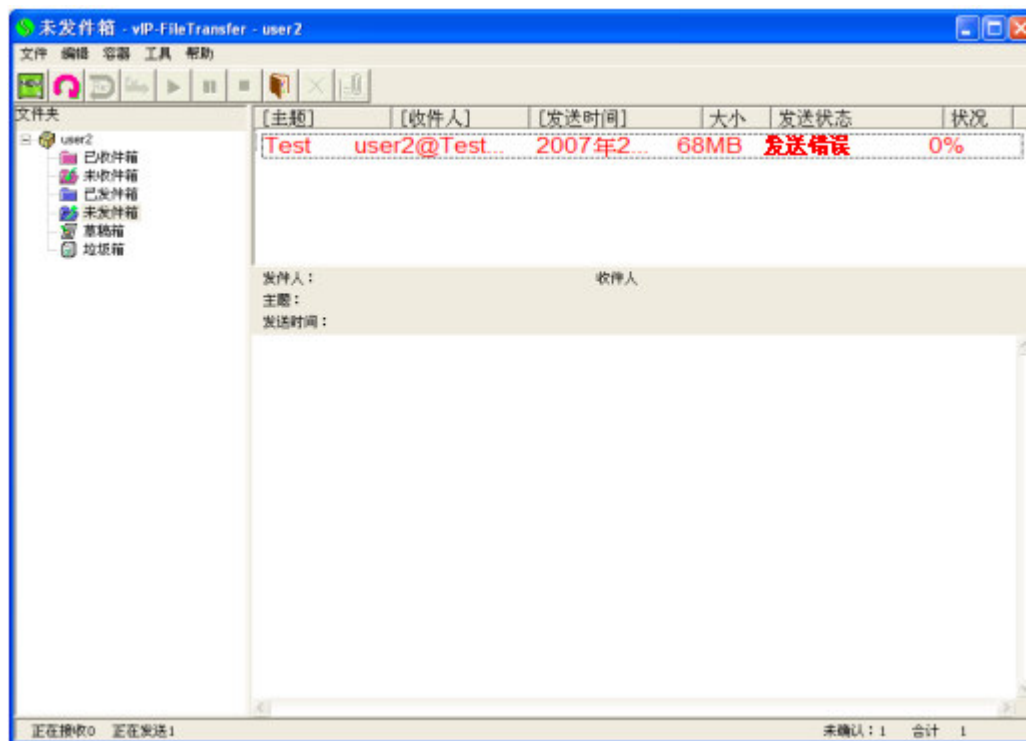 未发件箱 - vIP-FileTransfer - user2
文件 编辑 容器 工具 帮助
文件夹
user2
已收件箱
未收件箱
已发件箱
未发件箱
草稿箱
垃圾箱
[主题] [收件人] [发送时间] 大小 发送状态 状况
Test user2@Test... 2007年2... 68MB 发送错误 0%
发件人： 收件人
主题：
发送时间：
正在接收0 正在发送1 未确认：1 合计 1